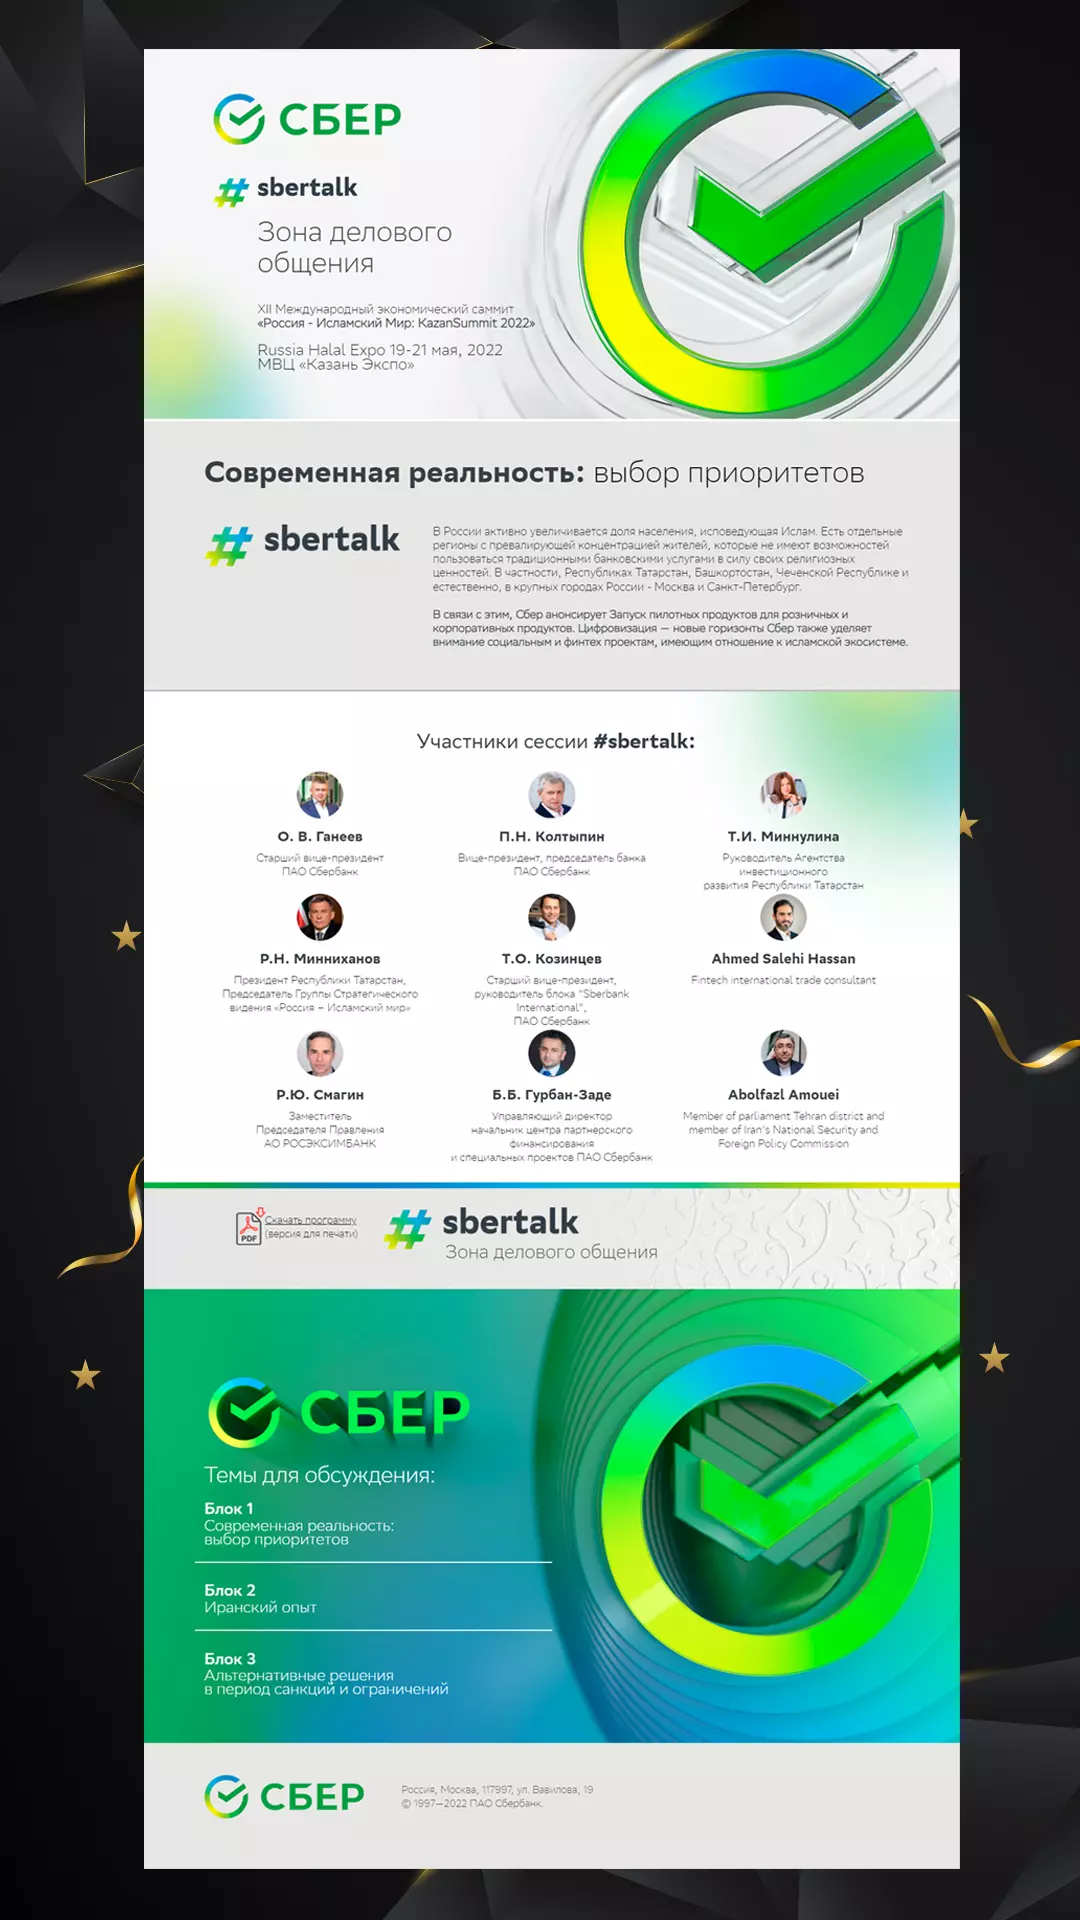 СБЕР
# sbertalk
Зона делового
общения
XII Международный экономический саммит
«Россия - Исламский Мир: KazanSummit 2022»
Russia Halal Expo 19-21 мая, 2022
МВЦ «Казань Экспо»
Современная реальность: выбор приоритетов
# sbertalk
В России активно увеличивается доля населения, исповедующая Ислам. Есть отдельные
регионы с превалирующей концентрацией жителей, которые не имеют возможностей
пользоваться традиционными банковскими услугами в силу своих религиозных
ценностей. В частности, Республиках Татарстан, Башкортостан, Чеченской Республике и
естественно, в крупных городах России - Москва и Санкт-Петербург.
В связи с этим, Сбер анонсирует Запуск пилотных продуктов для розничных и
корпоративных продуктов. Цифровизация — новые горизонты Сбер также уделяет
внимание социальным и финтех проектам, имеющим отношение к исламской экосистеме.
Участники сессии #sbertalk:
О. В. Ганеев
Старший вице-президент
ПАО Сбербанк
П.Н. Колтыпин
Вице-президент, председатель банка
ПАО Сбербанк
Т.И. Миннулина
Руководитель Агентства
инвестиционного
развития Республики Татарстан
Р.Н. Минниханов
Президент Республики Татарстан,
Председатель Группы Стратегического
видения «Россия – Исламский мир»
Т.О. Козинцев
Старший вице-президент,
руководитель блока "Sberbank
International",
ПАО Сбербанк
Ahmed Salehi Hassan
Fintech international trade consultant
Р.Ю. Смагин
Заместитель
Председателя Правления
АО РОСЭКСИМБАНК
Б.Б. Гурбан-Заде
Управляющий директор
начальник центра партнерского
финансирования
и специальных проектов ПАО Сбербанк
Abolfazl Amouei
Member of parliament Tehran district and
member of Iran's National Security and
Foreign Policy Commission
PDF
Скачать программу
(версия для печати)
# sbertalk
Зона делового общения
СБЕР
Темы для обсуждения:
Блок 1
Современная реальность:
выбор приоритетов
Блок 2
Иранский опыт
Блок 3
Альтернативные решения
в период санкций и ограничений
СБЕР
Россия, Москва, 117997, ул. Вавилова, 19
© 1997—2022 ПАО Сбербанк.